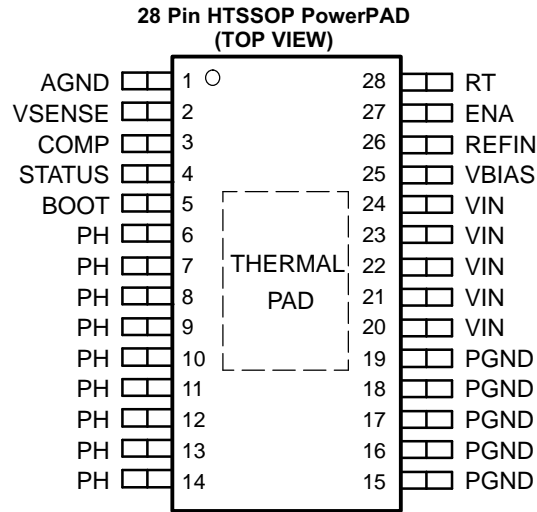 28 Pin HTSSOP PowerPAD
(TOP VIEW)
AGND 1 28 RT
VSENSE 2 27 ENA
COMP 3 26 REFIN
STATUS 4 25 VBIAS
BOOT 5 24 VIN
PH 6 23 VIN
PH 7 THERMAL 22 VIN
PH 8 PAD 21 VIN
PH 9 20 VIN
PH 10 19 PGND
PH 11 18 PGND
PH 12 17 PGND
PH 13 16 PGND
PH 14 15 PGND